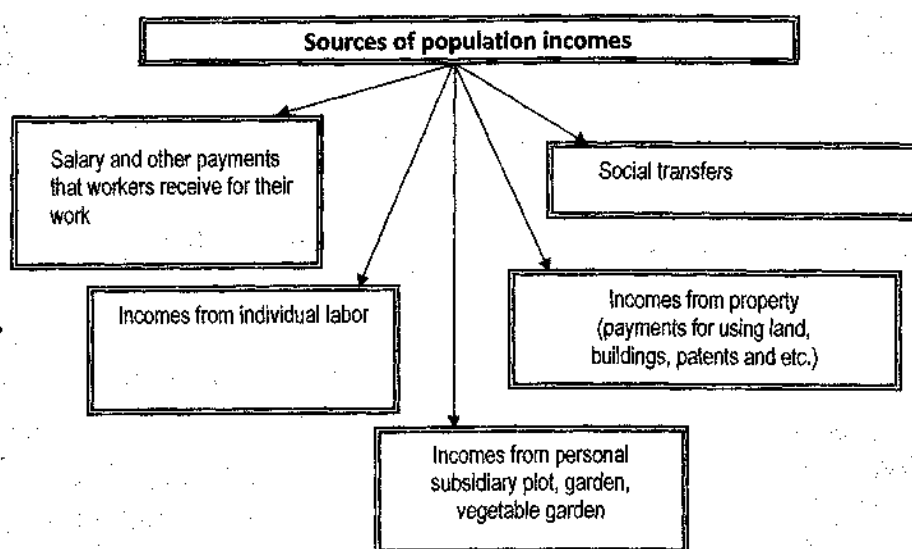 Sources of population incomes
Salary and other payments
that workers receive for their
work
Social transfers
Incomes from individual labor
Incomes from property
(payments for using land,
buildings, patents and etc.)
Incomes from personal
subsidiary plot, garden,
vegetable garden